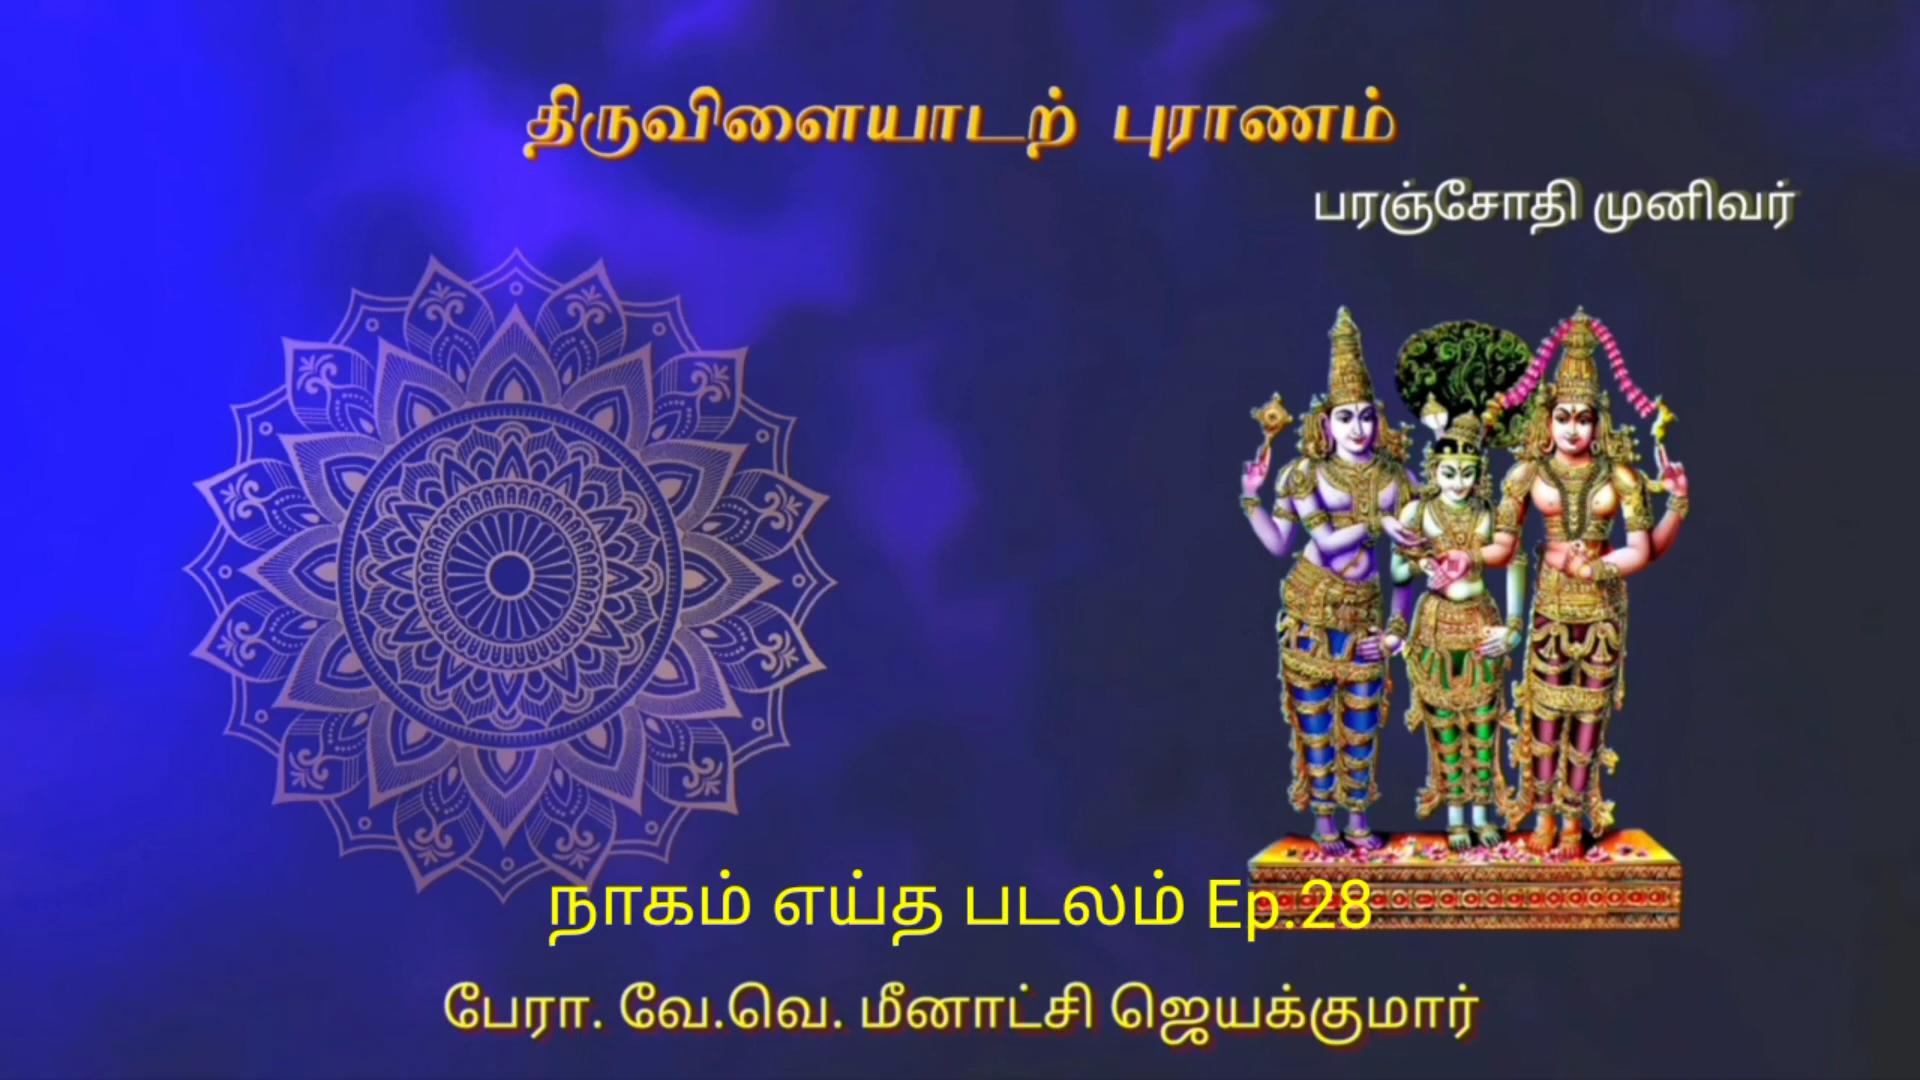 திருவிளையாடற் புராணம்
பரஞ்சோதி முனிவர்
நாகம் எய்த படலம் Ep.28
பேரா. வே.வெ. மீனாட்சி ஜெயக்குமார்